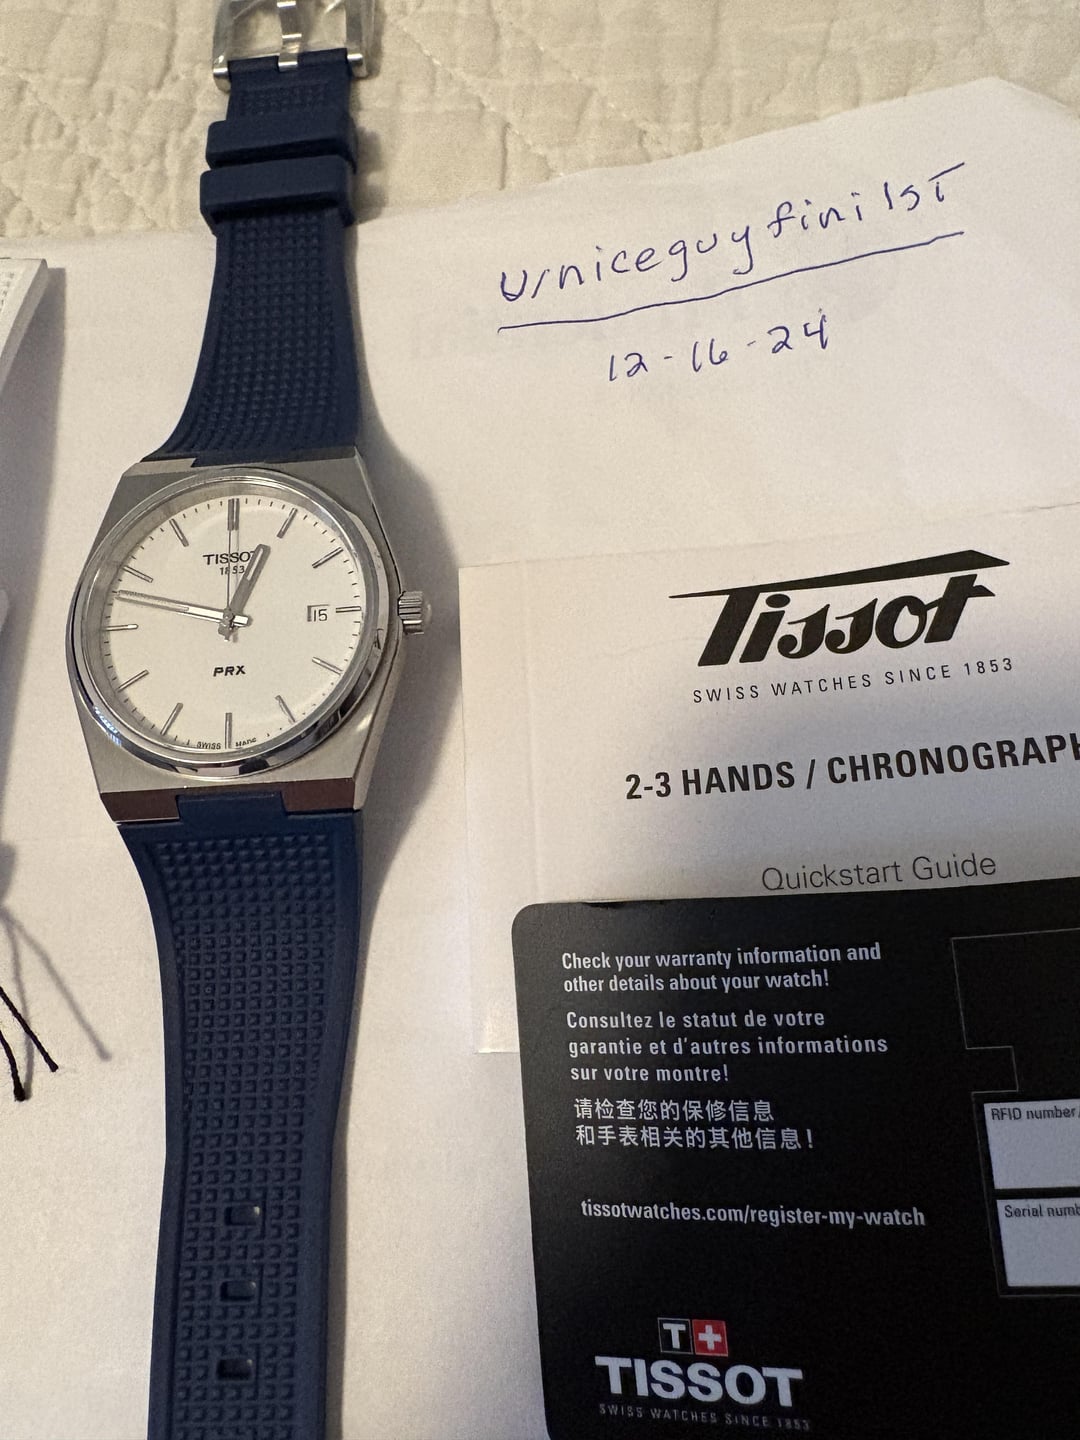 u/niceguyfini1st
12-16-24
TISSOT
1853
15
PRX
SWISS MADE
Tissot
SWISS WATCHES SINCE 1853
2-3 HANDS / CHRONOGRAPH
Quickstart Guide
Check your warranty information and
other details about your watch!
Consultez le statut de votre
garantie et d'autres informations
sur votre montre!
请检查您的保修信息
和手表相关的其他信息!
tissotwatches.com/register-my-watch
RFID number
Serial numb
T+
TISSOT
SWISS WATCHES SINCE 1853